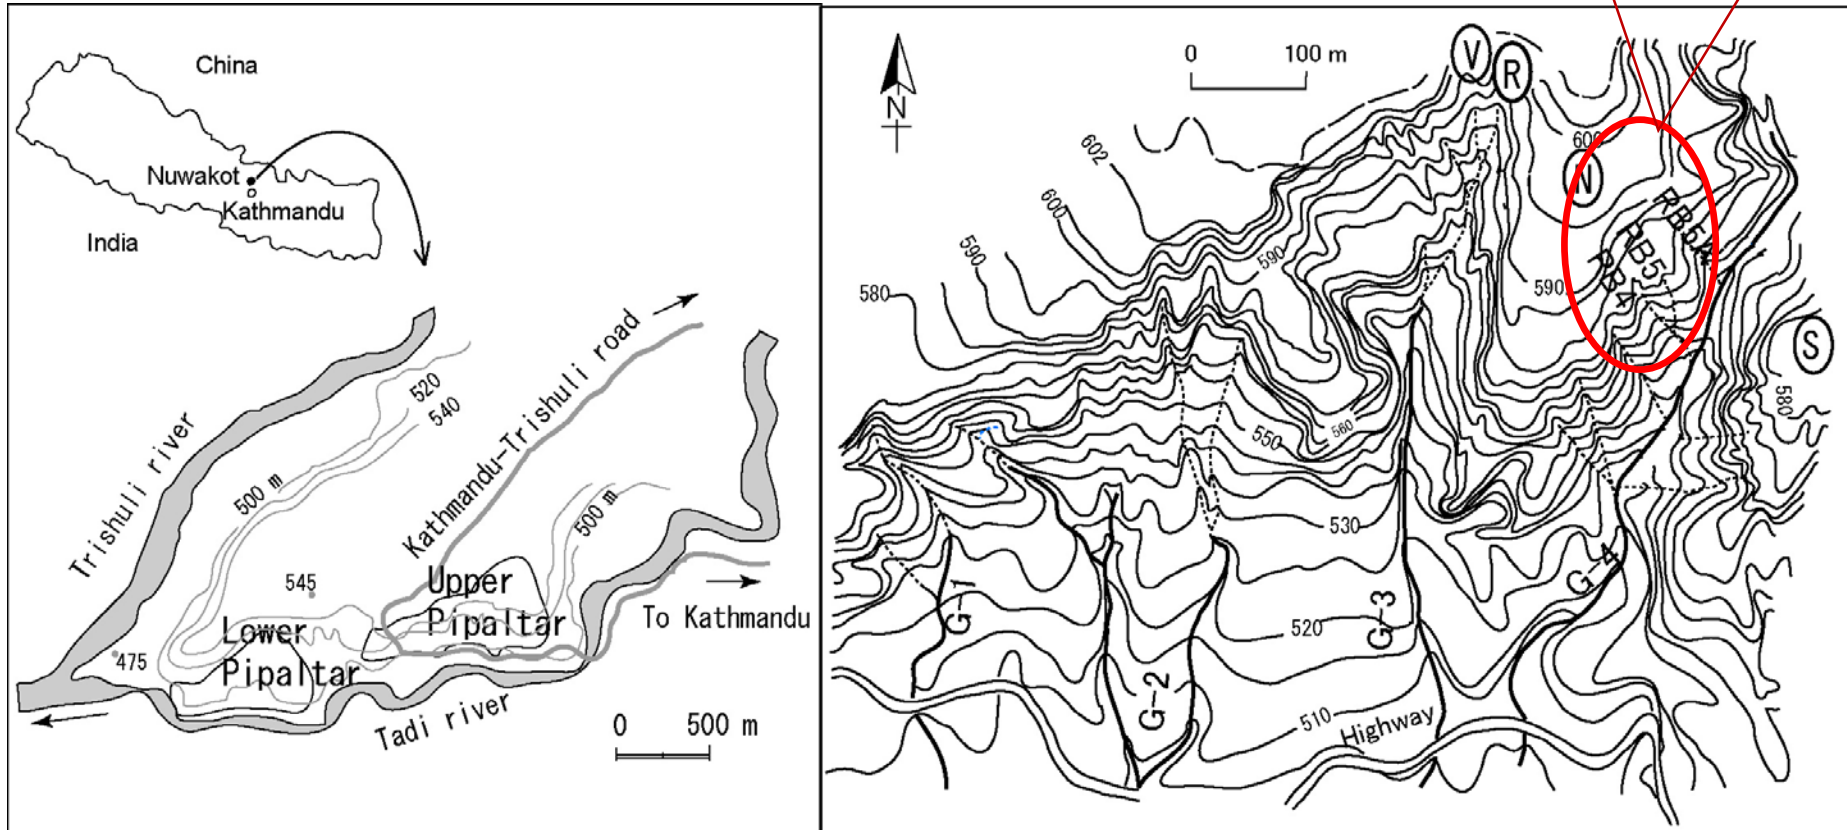 China
Nuwakot
Kathmandu
India
Trishuli river
500 m
520
540
Kathmandu-Trishuli road
500 m
545
Upper
Pipaltar
Lower
Pipaltar
475
To Kathmandu
Tadi river
0 500 m
N
0 100 m
V
R
N
S
602
600
590
580
590
600
590
RB5
RB4
580
560
550
530
520
510
G-1
G-2
G-3
G-4
Highway